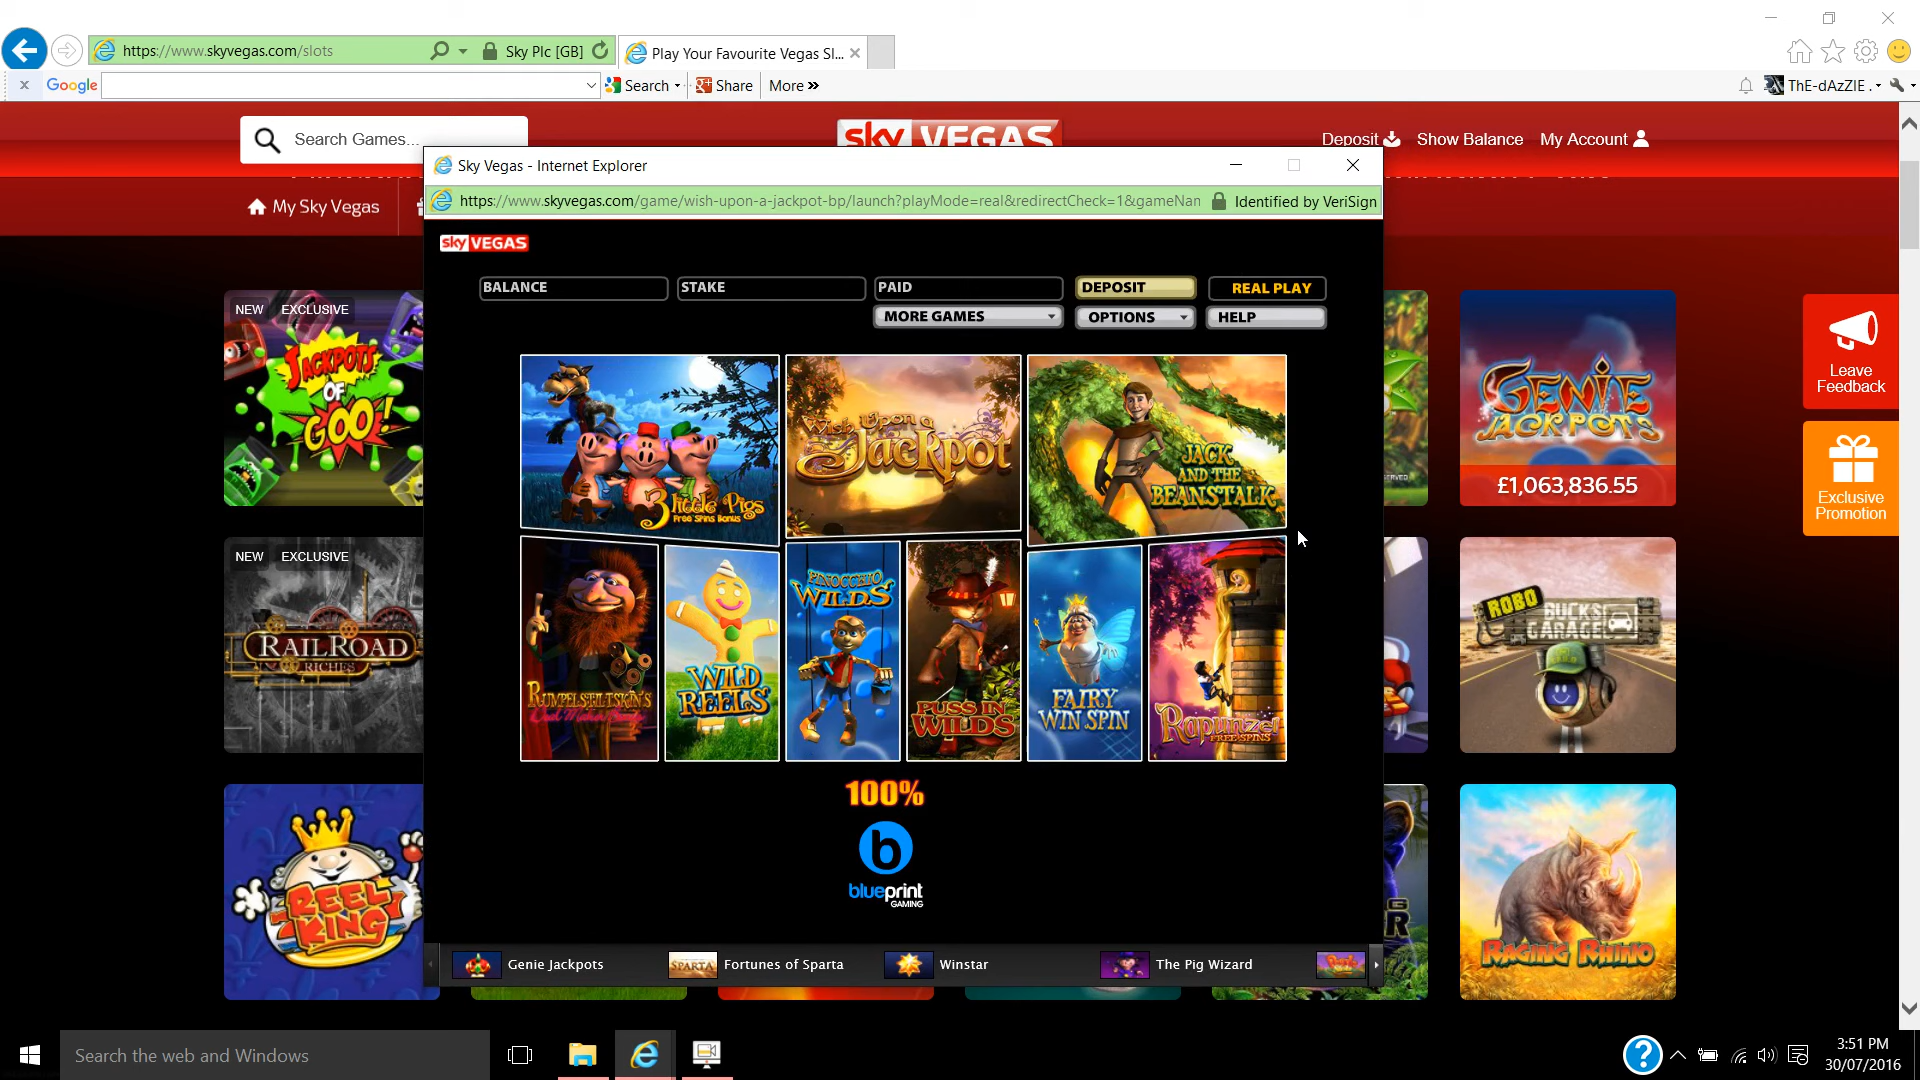 https://www.skyvegas.com/slots
Sky Plc [GB]
Play Your Favourite Vegas Sl...
x
Google
Search
Share
More »
ThE-dAzZIE .
Search Games...
sky VEGAS
Deposit
Show Balance
My Account
My Sky Vegas
Sky Vegas - Internet Explorer
https://www.skyvegas.com/game/wish-upon-a-jackpot-bp/launch?playMode=real&redirectCheck=1&gameNan
Identified by VeriSign
sky VEGAS
BALANCE
STAKE
PAID
DEPOSIT
REAL PLAY
MORE GAMES
OPTIONS
HELP
NEW EXCLUSIVE
JACKPOTS
OF
GOO!
3 little Pigs
Free Spins Bonus
Wish Upon a
Jackpot
JACK
AND THE
BEANSTALK
GENIE
JACKPOTS
£1,063,836.55
Leave
Feedback
Exclusive
Promotion
NEW EXCLUSIVE
RAILROAD
RICHES
RUMPELSTILTSKIN'S
WILD
REELS
PINOCCHIO
WILDS
PUSS IN
WILDS
FAIRY
WIN SPIN
Rapunzel
FREE SPINS
ROBO
BUCKS
GARAGE
100%
b
blueprint
GAMING
REEL
KING
RAGING RHINO
Genie Jackpots
SPARTA
Fortunes of Sparta
Winstar
The Pig Wizard
Search the web and Windows
3:51 PM
30/07/2016